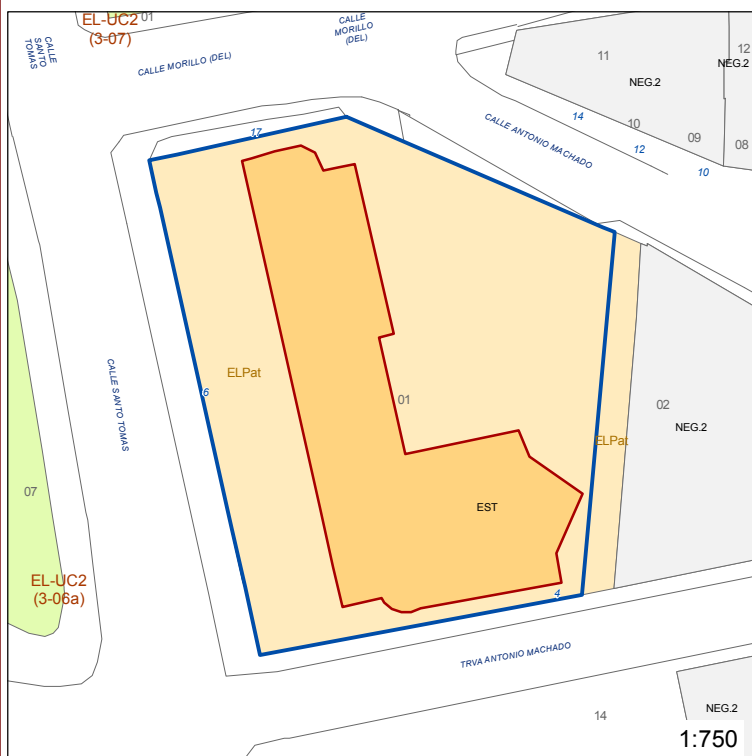 EL-UC2
(3-07)
01
CALLE
SANTO
TOMAS
CALLE MORILLO (DEL)
CALLE
MORILLO
(DEL)
11
NEG.2
12
NEG.2
14
10
12
09
10
08
CALLE ANTONIO MACHADO
17
ELPat
6
01
CALLE SANTO TOMAS
ELPat
02
NEG.2
07
EST
EL-UC2
(3-06a)
4
TRVA ANTONIO MACHADO
14
NEG.2
1:750